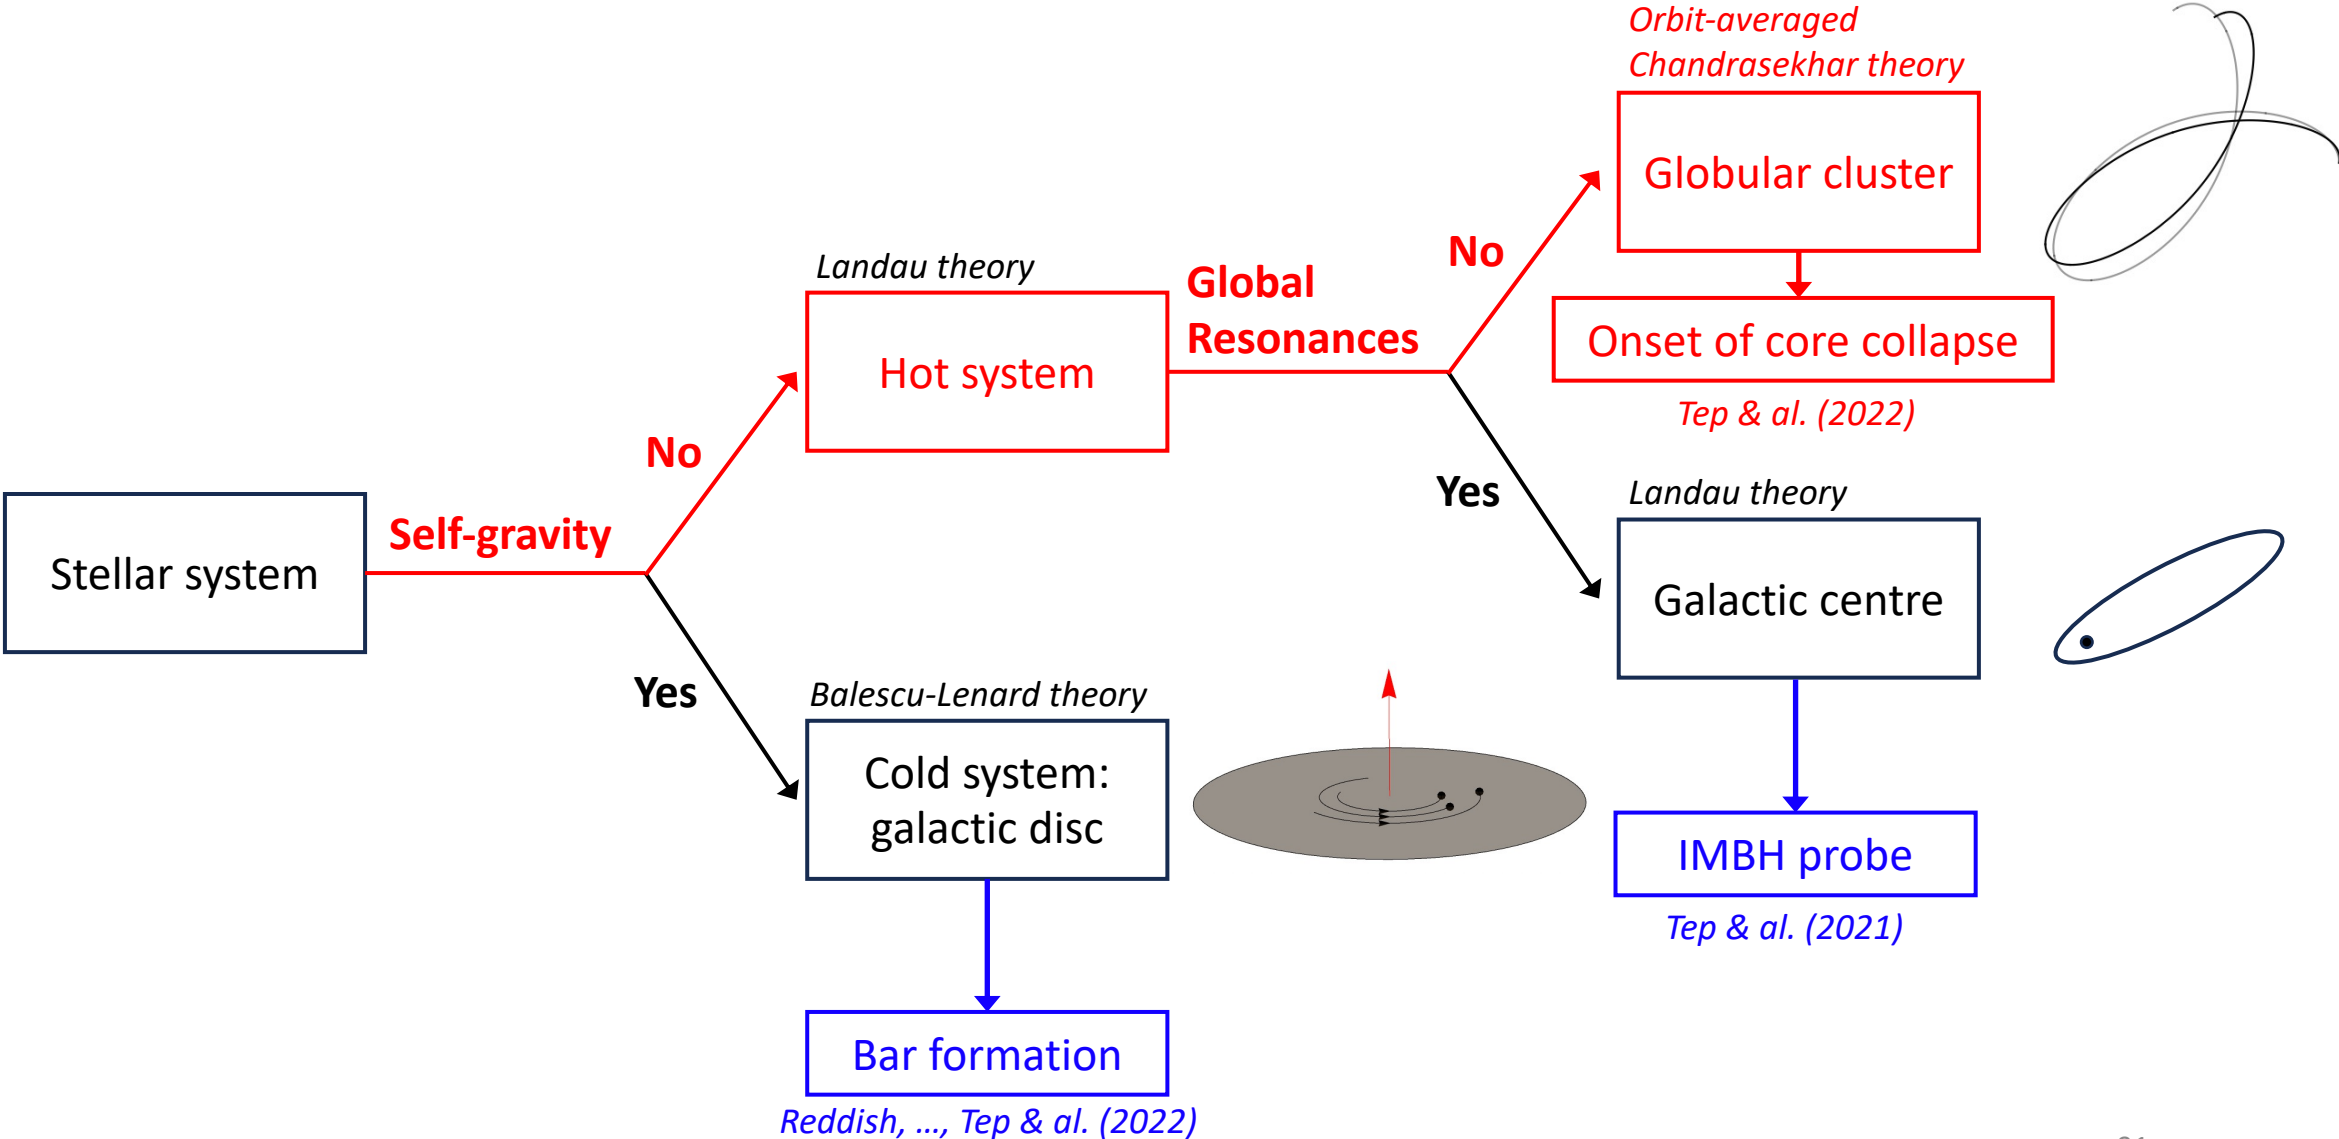 Orbit-averaged
Chandrasekhar theory
Globular cluster
No
Landau theory
Global
Resonances
Onset of core collapse
Hot system
Tep & al. (2022)
No
Yes
Landau theory
Self-gravity
Stellar system
Galactic centre
Yes
Balescu-Lenard theory
Cold system:
galactic disc
IMBH probe
Tep & al. (2021)
Bar formation
Reddish, ..., Tep & al. (2022)